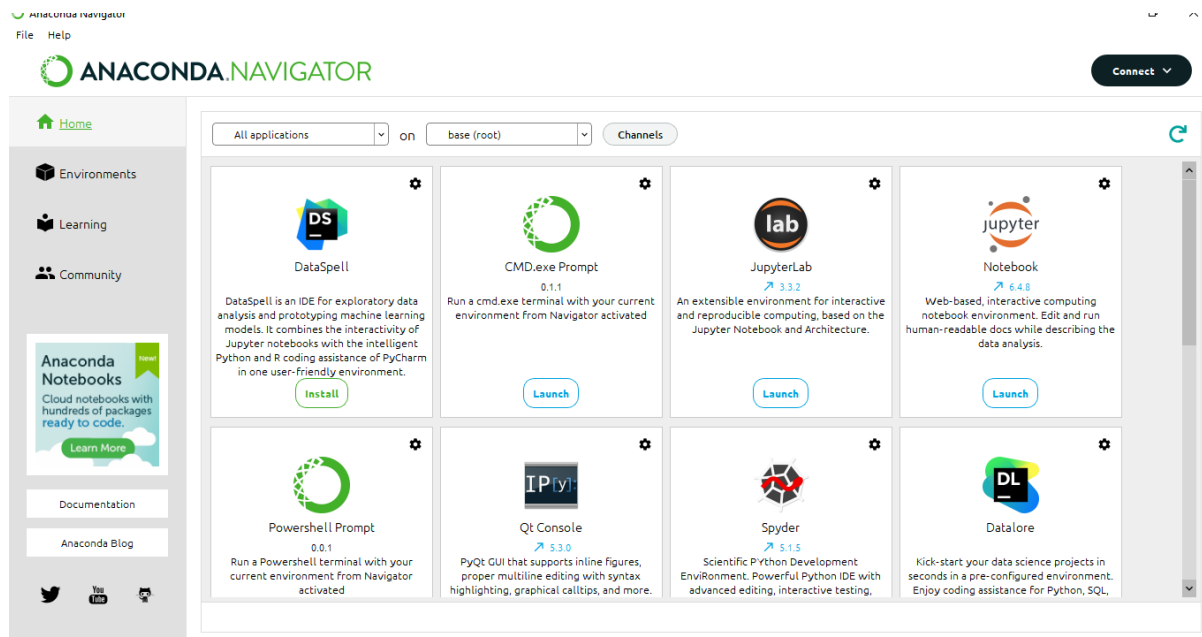 Anaconda Navigator
File Help
ANACONDA.NAVIGATOR
Connect
Home
Environments
Learning
Community
Anaconda
Notebooks
New!
Cloud notebooks with
hundreds of packages
ready to code.
Learn More
Documentation
Anaconda Blog
You
Tube
All applications
on
base (root)
Channels
DS
DataSpell
DataSpell is an IDE for exploratory data
analysis and prototyping machine learning
models. It combines the interactivity of
Jupyter notebooks with the intelligent
Python and R coding assistance of PyCharm
in one user-friendly environment.
Install
CMD.exe Prompt
0.1.1
Run a cmd.exe terminal with your current
environment from Navigator activated
Launch
lab
JupyterLab
3.3.2
An extensible environment for interactive
and reproducible computing, based on the
Jupyter Notebook and Architecture.
Launch
jupyter
Notebook
6.4.8
Web-based, interactive computing
notebook environment. Edit and run
human-readable docs while describing the
data analysis.
Launch
Powershell Prompt
0.0.1
Run a Powershell terminal with your
current environment from Navigator
activated
IP[y]:
Qt Console
5.3.0
PyQt GUI that supports inline figures,
proper multiline editing with syntax
highlighting, graphical calltips, and more.
Spyder
5.1.5
Scientific PYthon Development
EnviRonment. Powerful Python IDE with
advanced editing, interactive testing,
DL
Datalore
Kick-start your data science projects in
seconds in a pre-configured environment.
Enjoy coding assistance for Python, SQL,